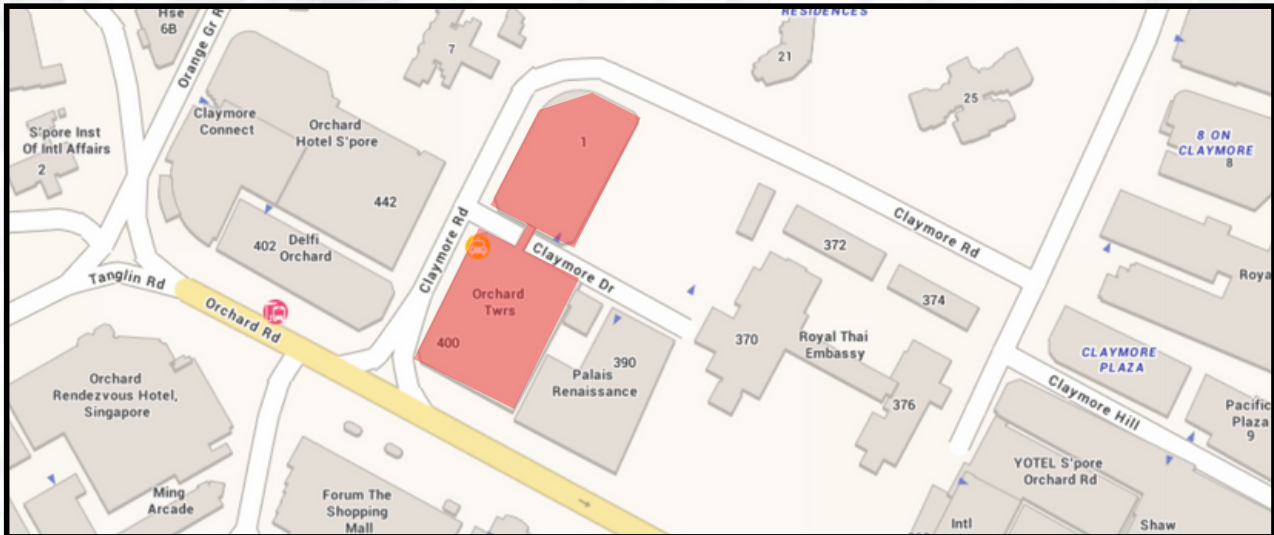 Hse
6B
Orange Gr R
7
RESIDENCES
21
25
S'pore Inst
Of Intl Affairs
2
Claymore
Connect
Orchard
Hotel S'pore
442
1
8 ON
CLAYMORE
8
402
Delfi
Orchard
Claymore Rd
Claymore Dr
Claymore Rd
372
374
Roya
Tanglin Rd
Orchard Rd
Orchard
Twrs
400
390
Palais
Renaissance
370
Royal Thai
Embassy
376
CLAYMORE
PLAZA
Claymore Hill
Pacific
Plaza
9
Orchard
Rendezvous Hotel,
Singapore
Ming
Arcade
Forum The
Shopping
Mall
YOTEL S'pore
Orchard Rd
Intl
Shaw